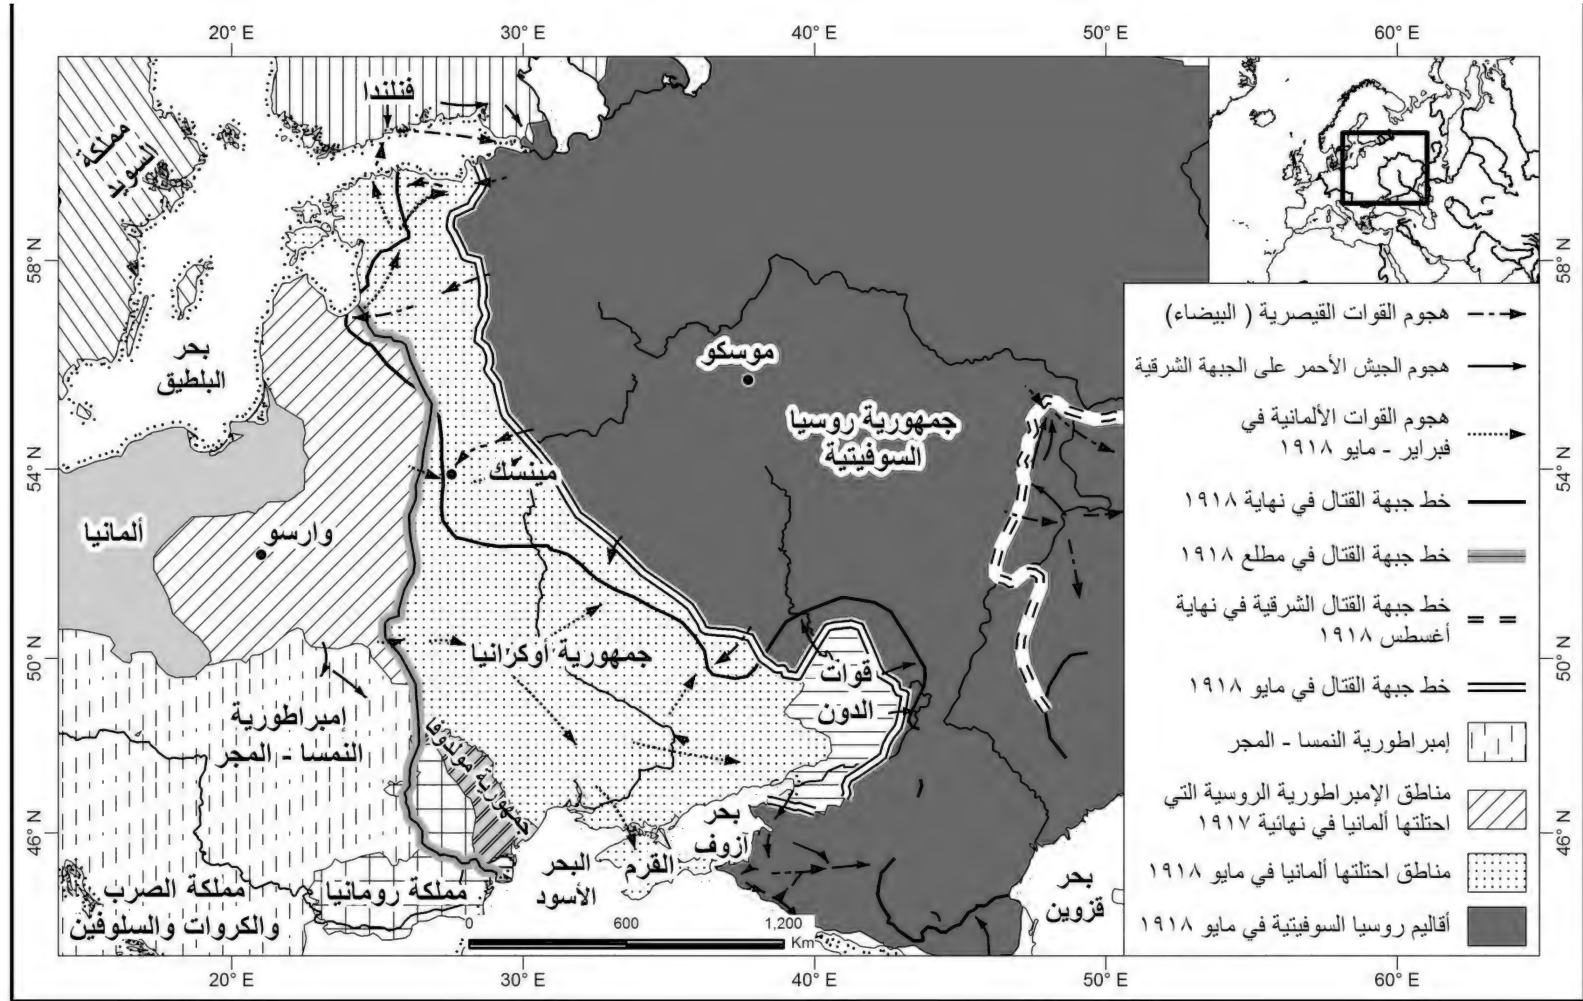 20° E
30° E
40° E
50° E
60° E
58° N
54° N
50° N
46° N
58° N
54° N
50° N
46° N
فنلندا
مملكة
السويد
بحر
البلطيق
موسكو
جمهورية روسيا
السوفيتية
مينسك
ألمانيا
وارسو
جمهورية أوكرانيا
قوات
الدون
إمبراطورية
النمسا - المجر
جمهورية مولدوفا
بحر
ازوف
القرم
البحر
الأسود
مملكة رومانيا
مملكة الصرب
والكروات والسلوفين
بحر
قزوين
0
600
1,200
Km
هجوم القوات القيصرية ( البيضاء)
هجوم الجيش الأحمر على الجبهة الشرقية
هجوم القوات الألمانية في
فبراير - مايو ١٩١٨
خط جبهة القتال في نهاية ١٩١٨
خط جبهة القتال في مطلع ١٩١٨
خط جبهة القتال الشرقية في نهاية
أغسطس ١٩١٨
خط جبهة القتال في مايو ١٩١٨
إمبراطورية النمسا - المجر
مناطق الإمبراطورية الروسية التي
احتلتها ألمانيا في نهائية ١٩١٧
مناطق احتلتها ألمانيا في مايو ١٩١٨
أقاليم روسيا السوفيتية في مايو ١٩١٨
20° E
30° E
40° E
50° E
60° E